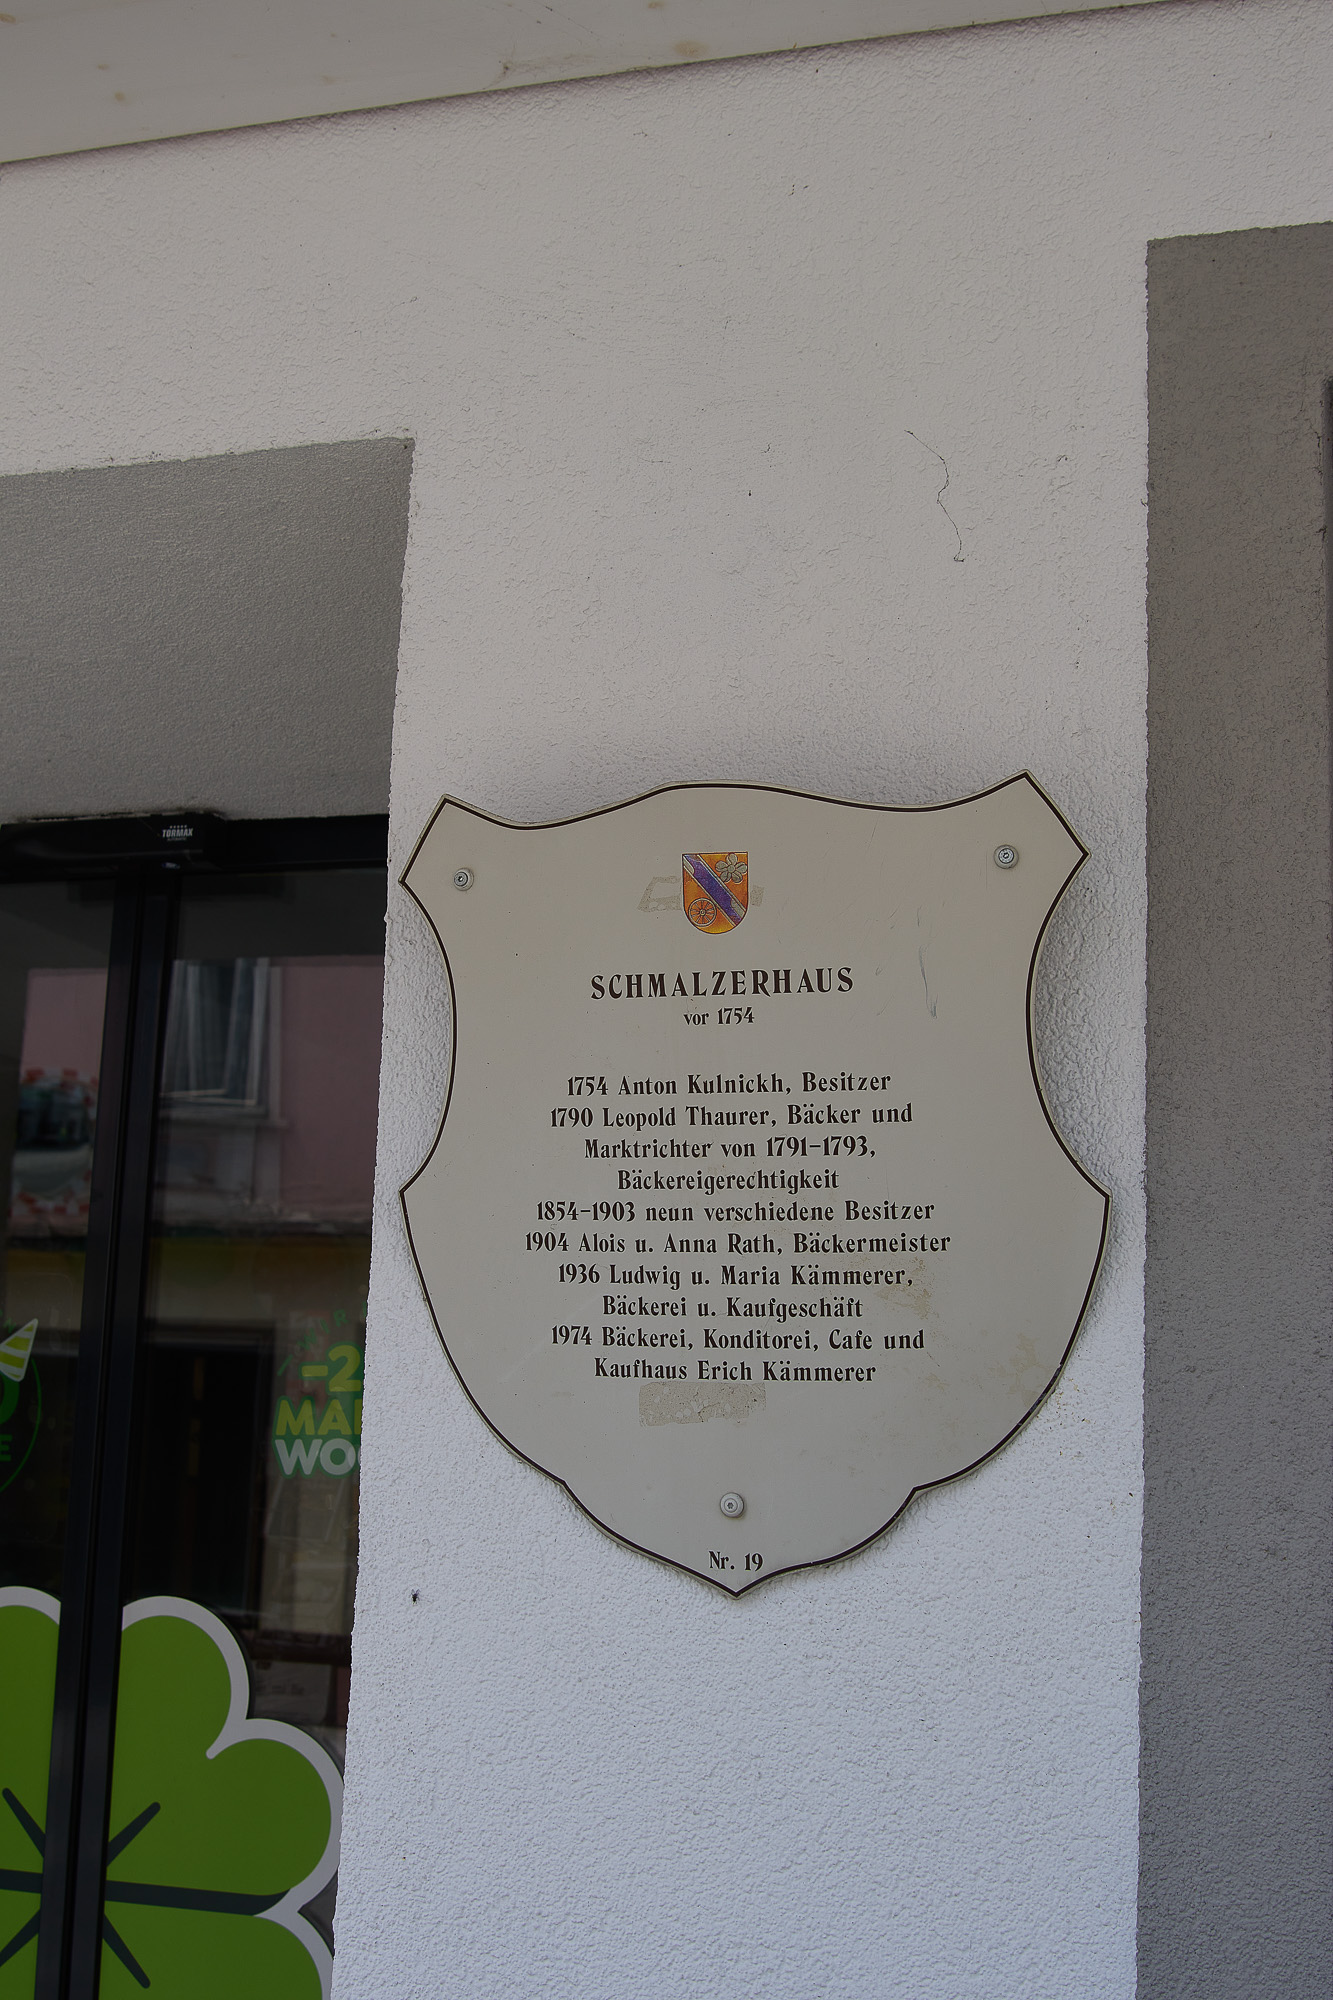 TORMAX
SCHMALZERHAUS
vor 1754
1754 Anton Kulnickh, Besitzer
1790 Leopold Thaurer, Bäcker und
Marktrichter von 1791-1793,
Bäckereigerechtigkeit
1854-1903 neun verschiedene Besitzer
1904 Alois u. Anna Rath, Bäckermeister
1936 Ludwig u. Maria Kämmerer,
Bäckerei u. Kaufgeschäft
1974 Bäckerei, Konditorei, Cafe und
Kaufhaus Erich Kämmerer
Nr. 19